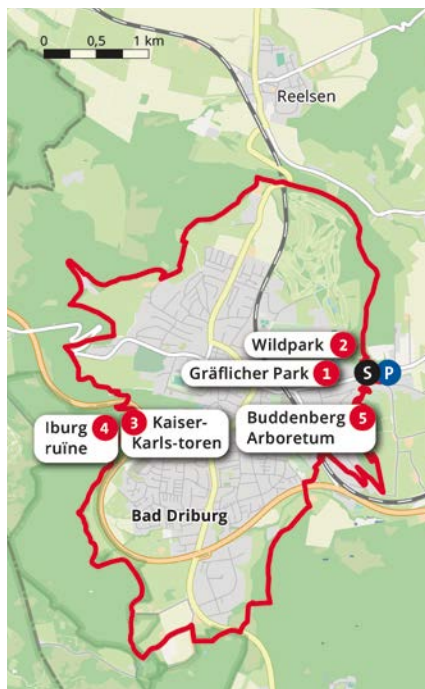 0 0,5 1 km
Reelsen
Wildpark 2
Gräflicher Park 1
S P
Iburg 4
ruïne
3 Kaiser-
Karls-toren
Buddenberg 5
Arboretum
Bad Driburg